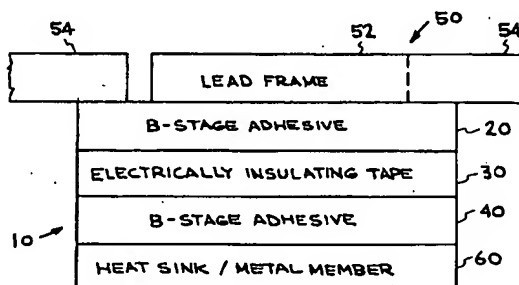 50
54 52 54
LEAD FRAME
B-STAGE ADHESIVE 20
ELECTRICALLY INSULATING TAPE 30
B-STAGE ADHESIVE 40
10
HEAT SINK / METAL MEMBER 60